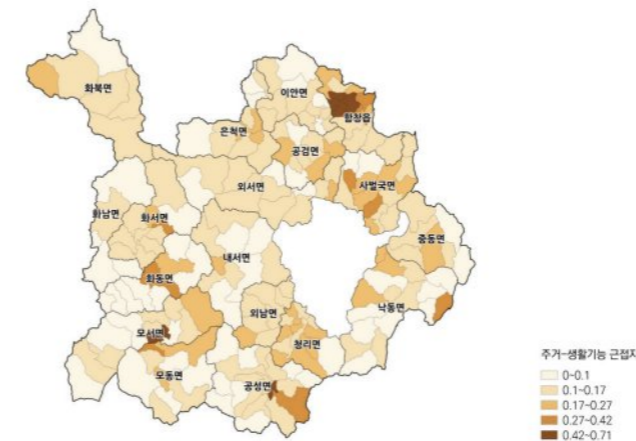 화북면
이안면
함창읍
은척면
공검면
사벌국면
외서면
화남면
화서면
중동면
내서면
화동면
낙동면
외남면
모서면
청리면
모동면
공성면
주거-생활기능 근접지
0-0.1
0.1-0.17
0.17-0.27
0.27-0.42
0.42-0.71